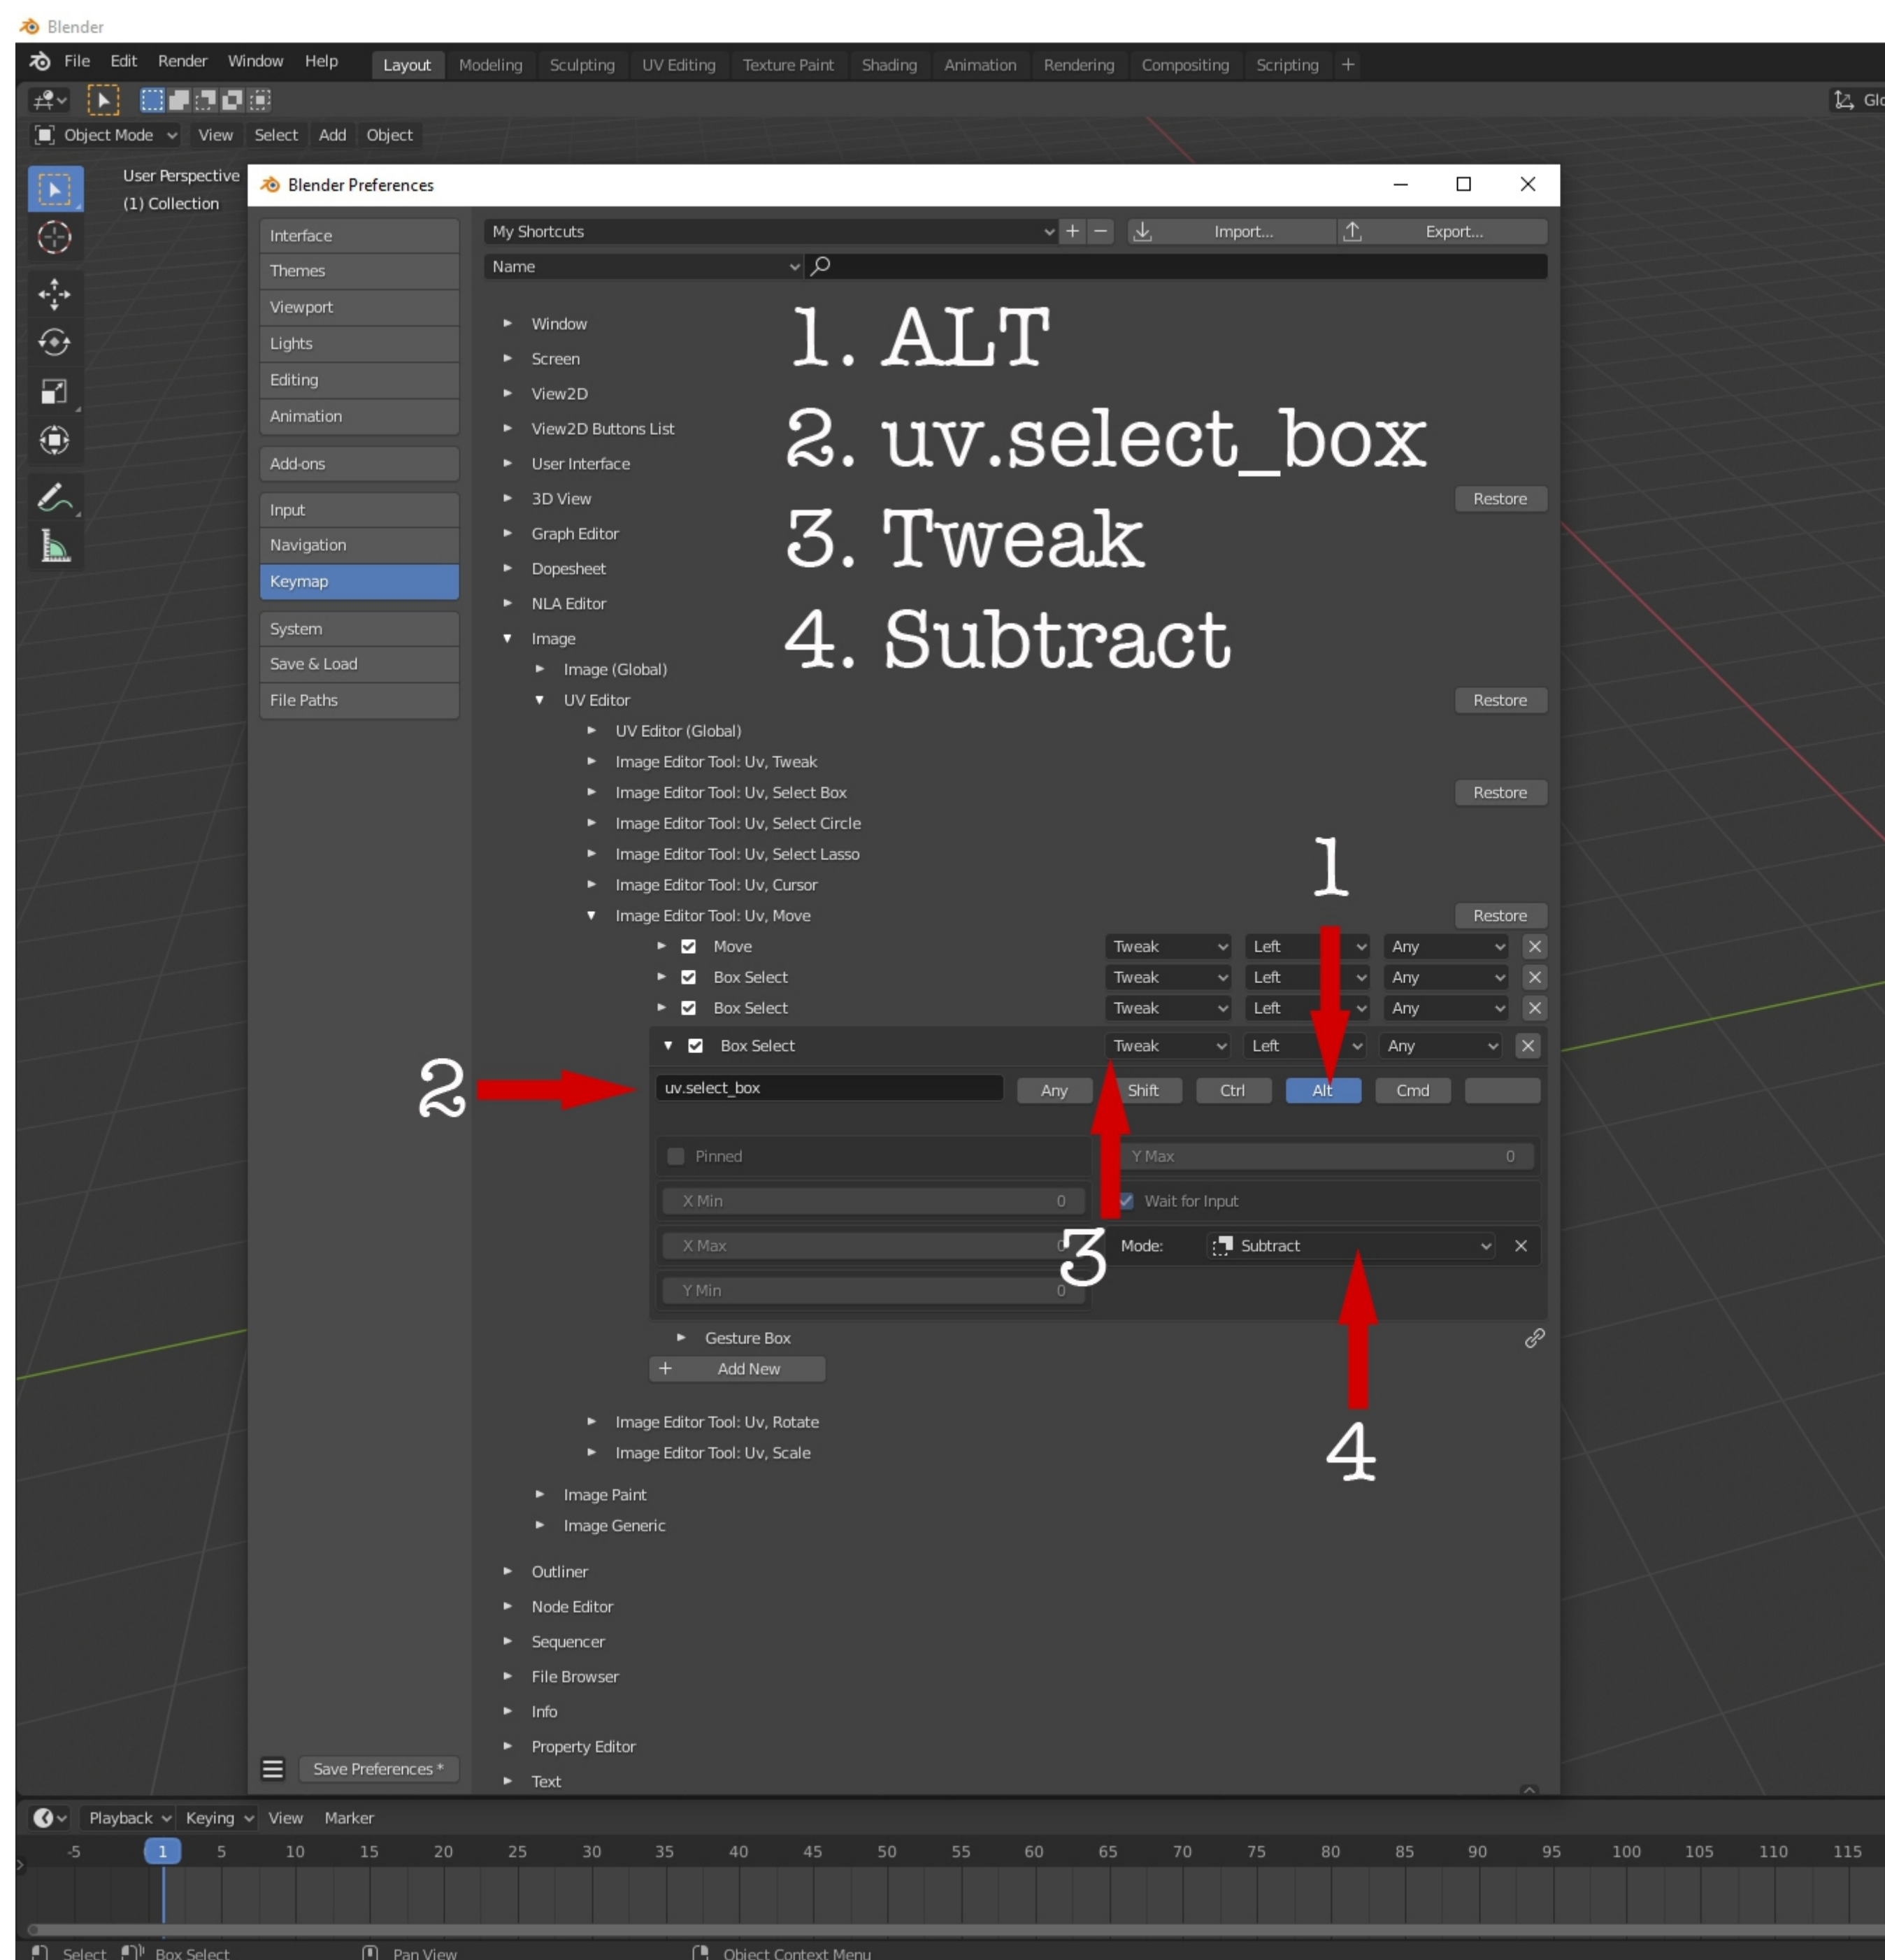 Blender
File Edit Render Window Help Layout Modeling Sculpting UV Editing Texture Paint Shading Animation Rendering Compositing Scripting +
Glo
Object Mode View Select Add Object
User Perspective
(1) Collection
Blender Preferences
Interface
Themes
Viewport
Lights
Editing
Animation
Add-ons
Input
Navigation
Keymap
System
Save & Load
File Paths
Save Preferences *
My Shortcuts + − Import... Export...
Name
1. ALT
2. uv.select_box
3. Tweak
4. Subtract
Window
Screen
View2D
View2D Buttons List
User Interface
3D View Restore
Graph Editor
Dopesheet
NLA Editor
Image
Image (Global)
UV Editor Restore
UV Editor (Global)
Image Editor Tool: Uv, Tweak
Image Editor Tool: Uv, Select Box Restore
Image Editor Tool: Uv, Select Circle
Image Editor Tool: Uv, Select Lasso
Image Editor Tool: Uv, Cursor
1
Image Editor Tool: Uv, Move Restore
Move Tweak Left Any
Box Select Tweak Left Any
Box Select Tweak Left Any
Box Select Tweak Left Any
2
uv.select_box Any Shift Ctrl Alt Cmd
Pinned Y Max 0
X Min 0 Wait for Input
X Max 0 Mode: Subtract
3
Y Min 0
Gesture Box
+ Add New
Image Editor Tool: Uv, Rotate
Image Editor Tool: Uv, Scale
4
Image Paint
Image Generic
Outliner
Node Editor
Sequencer
File Browser
Info
Property Editor
Text
Playback Keying View Marker
-5 1 5 10 15 20 25 30 35 40 45 50 55 60 65 70 75 80 85 90 95 100 105 110 115
Select Box Select Pan View Object Context Menu